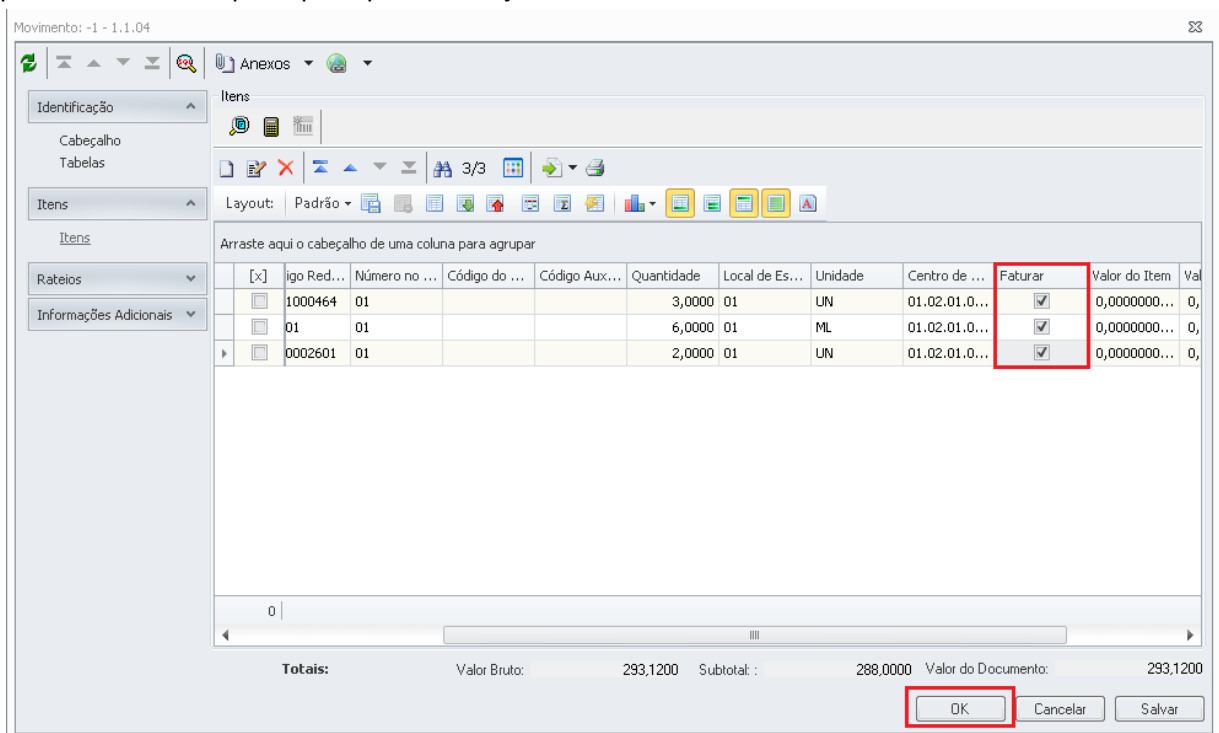 Movimento: -1 - 1.1.04
Anexos
Identificação
Cabeçalho
Tabelas
Itens
Itens
Rateios
Informações Adicionais
Itens
3/3
Layout: Padrão
Arraste aqui o cabeçalho de uma coluna para agrupar
[x] igo Red... Número no ... Código do ... Código Aux... Quantidade Local de Es... Unidade Centro de ... Faturar Valor do Item Val
1000464 01 3,0000 01 UN 01.02.01.0... 0,0000000... 0,
01 01 6,0000 01 ML 01.02.01.0... 0,0000000... 0,
0002601 01 2,0000 01 UN 01.02.01.0... 0,0000000... 0,
0
Totais: Valor Bruto: 293,1200 Subtotal: : 288,0000 Valor do Documento: 293,1200
OK Cancelar Salvar